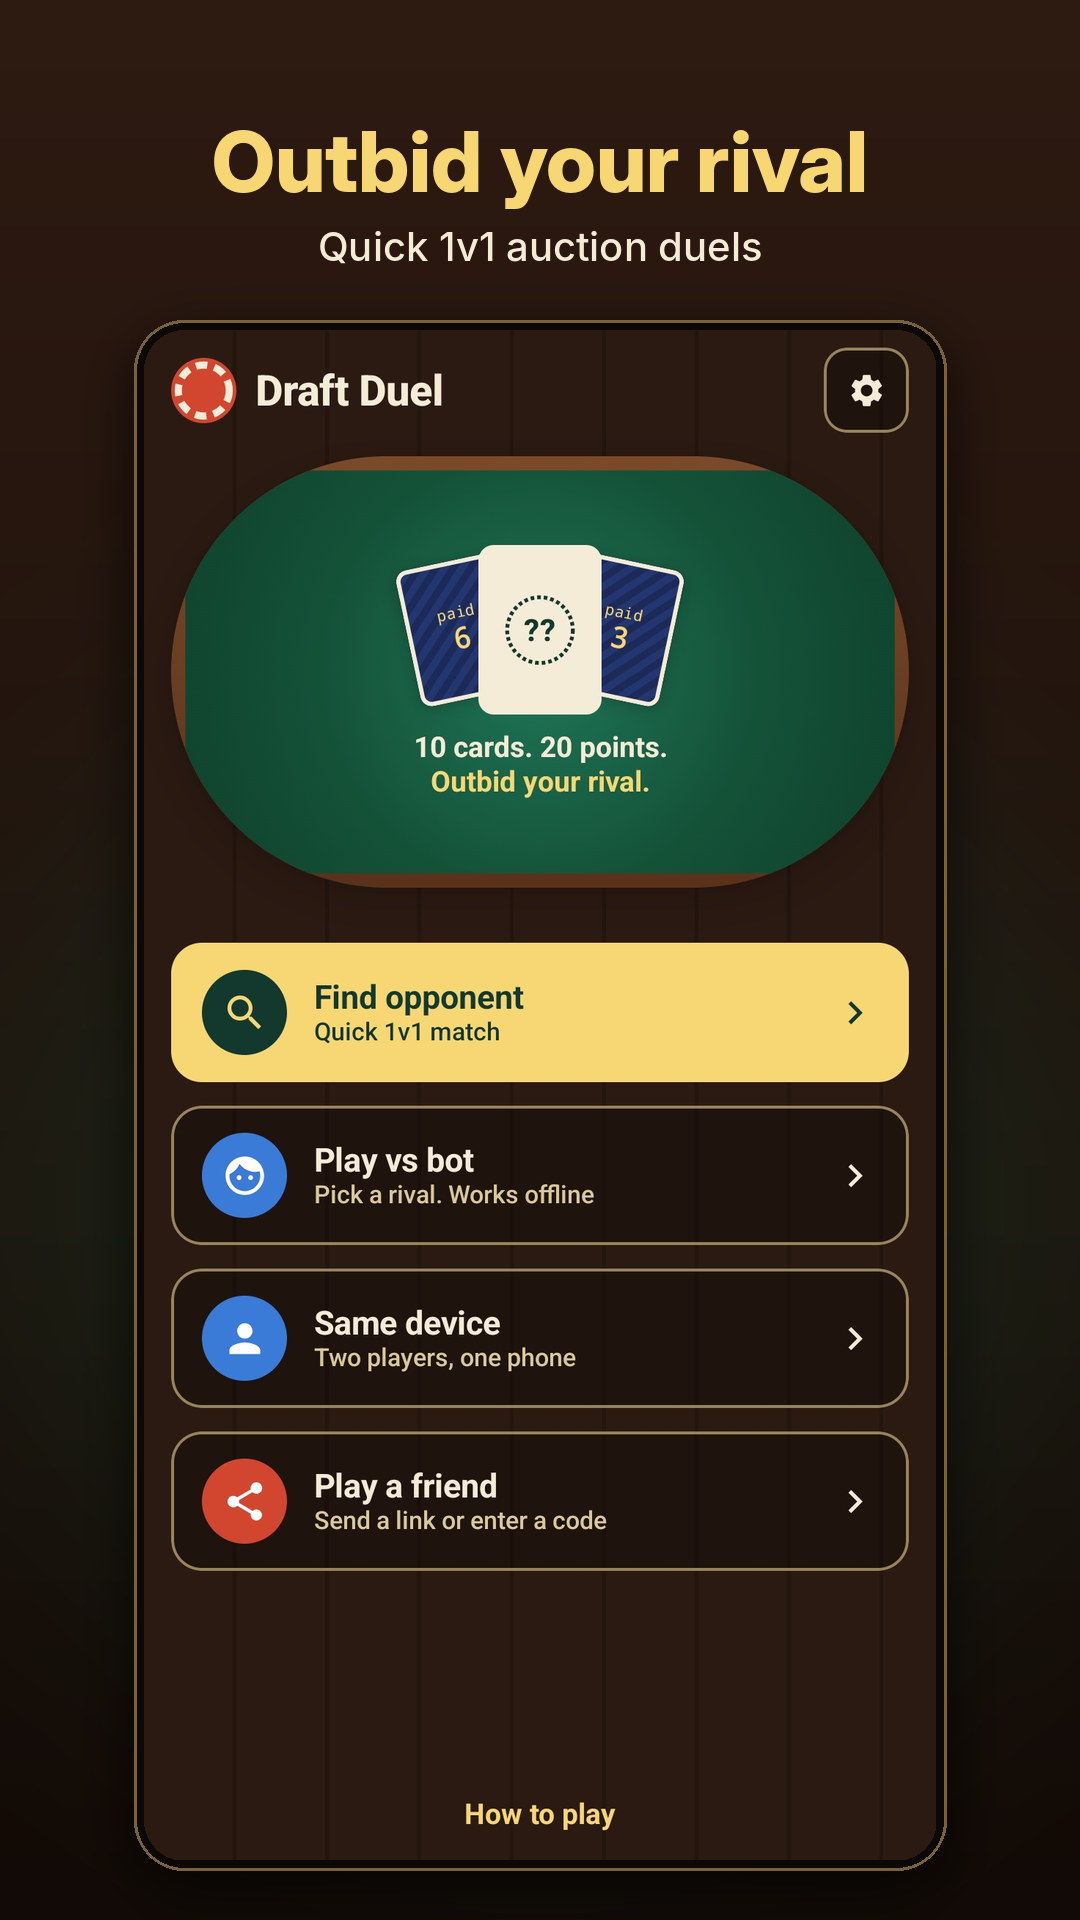 Outbid your rival
Quick 1v1 auction duels
Draft Duel
paid
6
??
paid
3
10 cards. 20 points.
Outbid your rival.
Find opponent
Quick 1v1 match
Play vs bot
Pick a rival. Works offline
Same device
Two players, one phone
Play a friend
Send a link or enter a code
How to play